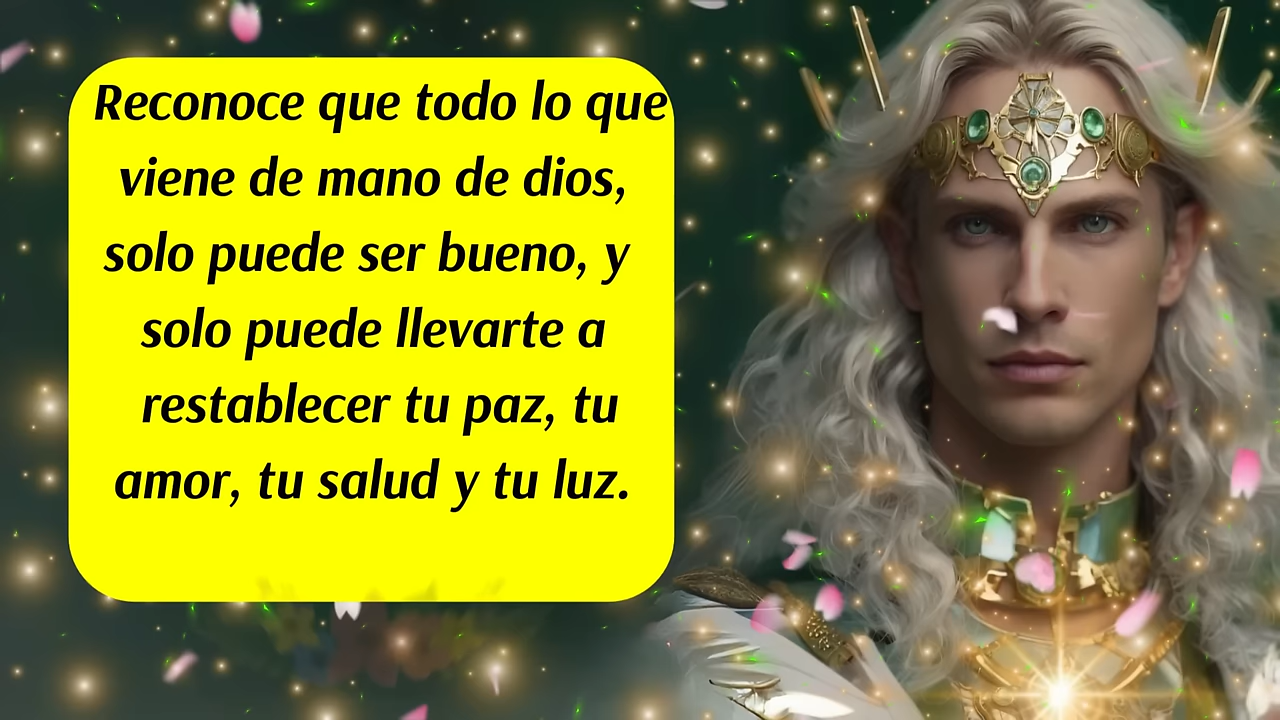 Reconoce que todo lo que
viene de mano de dios,
solo puede ser bueno, y
solo puede llevarte a
restablecer tu paz, tu
amor, tu salud y tu luz.